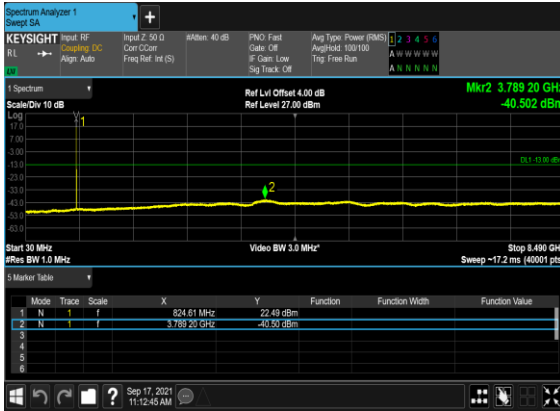 Spectrum Analyzer 1
Swept SA
+
KEYSIGHT Input: RF Input Z: 50 Ω #Atten: 40 dB PNO: Fast Avg Type: Power (RMS) 1 2 3 4 5 6
RL Coupling: DC Corr CCorr Gate: Off Avg|Hold: 100/100 A W W W W W
Align: Auto Freq Ref: Int (S) IF Gain: Low Trig: Free Run
Sig Track: Off A N N N N N
1 Spectrum Ref Lvl Offset 4.00 dB Mkr2 3.789 20 GHz
Scale/Div 10 dB Ref Level 27.00 dBm -40.502 dBm
Log
17.0 1
7.00
-3.00
-13.0 DL1 -13.00 dBm
-23.0
-33.0
-43.0 2
-53.0
-63.0
Start 30 MHz Video BW 3.0 MHz* Stop 8.490 GHz
#Res BW 1.0 MHz Sweep ~17.2 ms (40001 pts)
5 Marker Table
Mode Trace Scale X Y Function Function Width Function Value
1 N 1 f 824.61 MHz 22.49 dBm
2 N 1 f 3.789 20 GHz -40.50 dBm
3
4
5
6
? Sep 17, 2021
11:12:45 AM